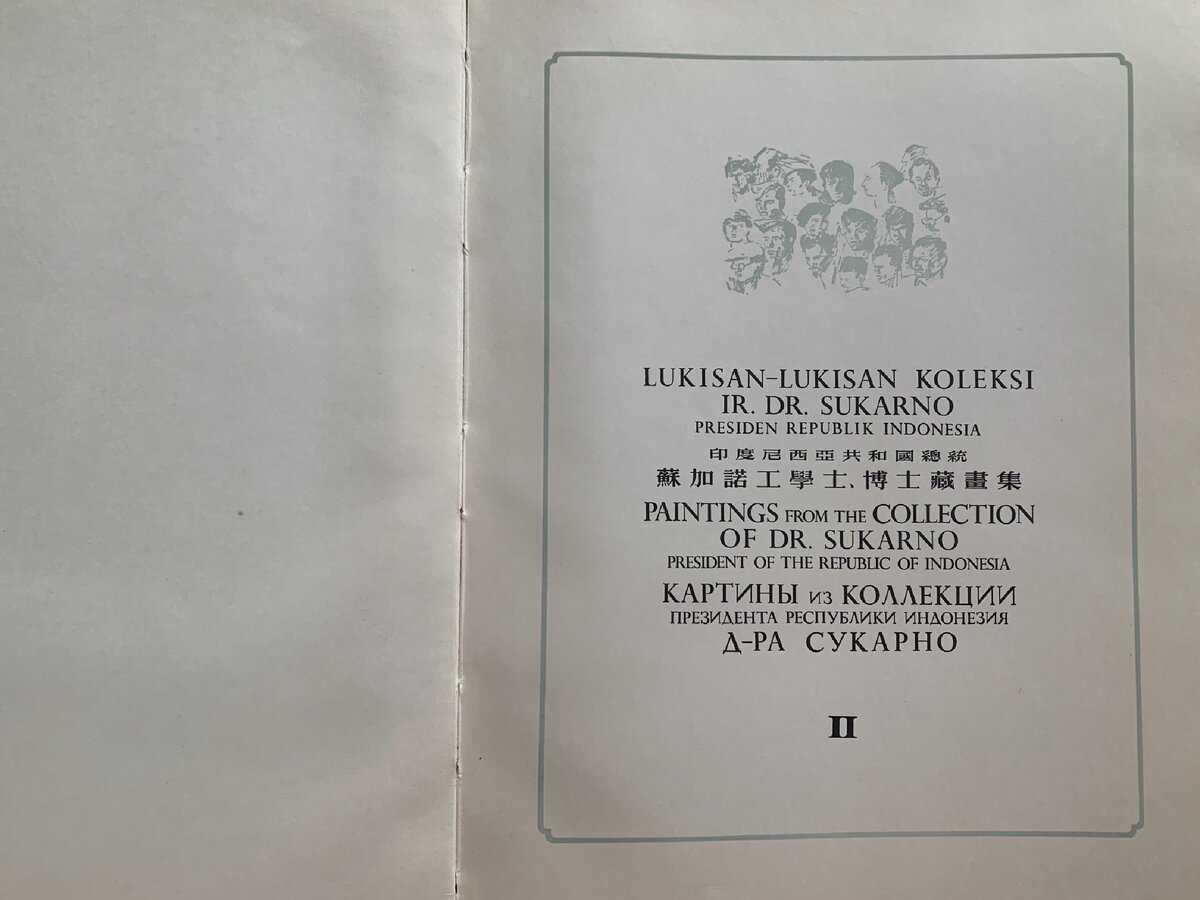 LUKISAN-LUKISAN KOLEKSI
IR. DR. SUKARNO
PRESIDEN REPUBLIK INDONESIA
印度尼西亞共和國總統
蘇加諾工學士、博士藏畫集
PAINTINGS FROM THE COLLECTION
OF DR. SUKARNO
PRESIDENT OF THE REPUBLIC OF INDONESIA
КАРТИНЫ ИЗ КОЛЛЕКЦИИ
ПРЕЗИДЕНТА РЕСПУБЛИКИ ИНДОНЕЗИЯ
Д-РА СУКАРНО
II